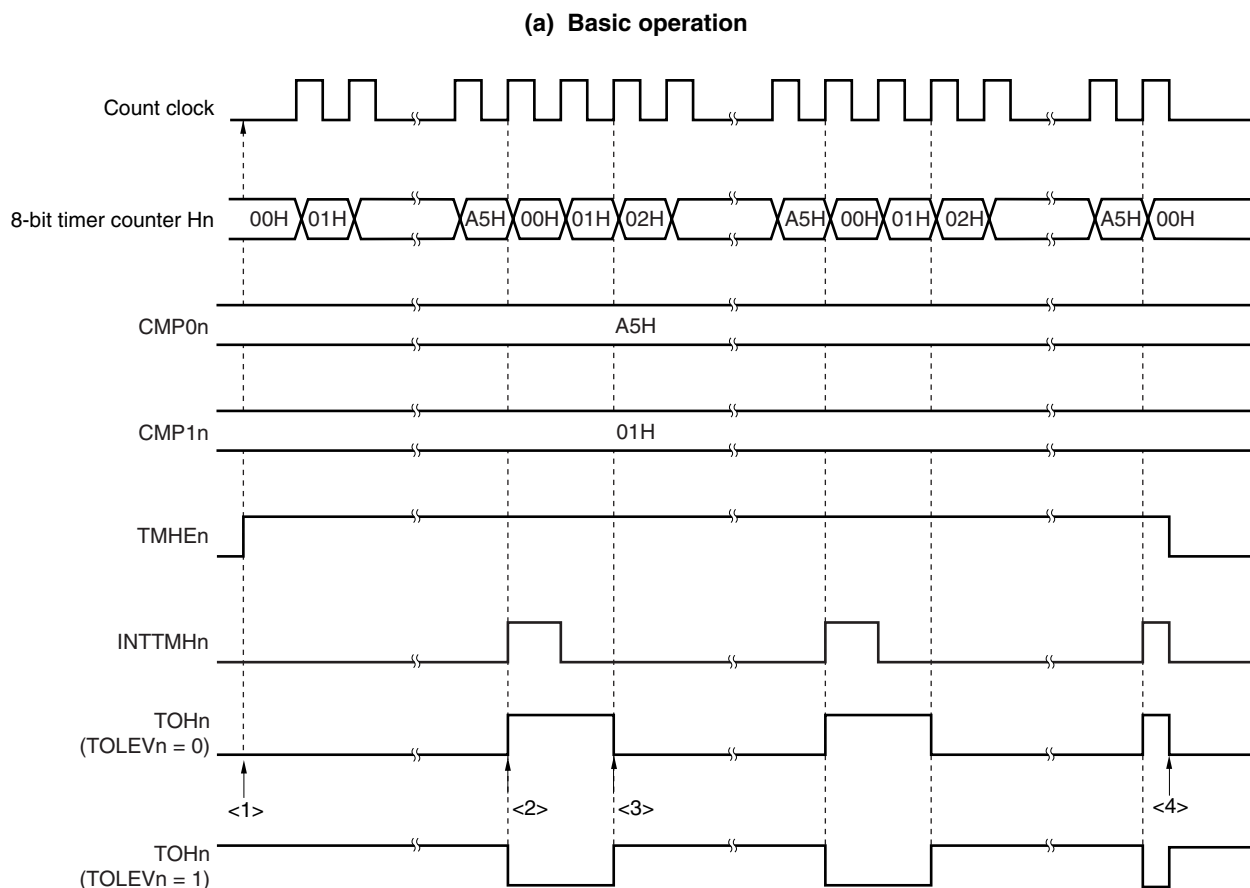 (a) Basic operation
Count clock
8-bit timer counter Hn
00H 01H A5H 00H 01H 02H A5H 00H 01H 02H A5H 00H
CMP0n
A5H
CMP1n
01H
TMHEn
INTTMHn
TOHn
(TOLEVn = 0)
<1> <2> <3> <4>
TOHn
(TOLEVn = 1)